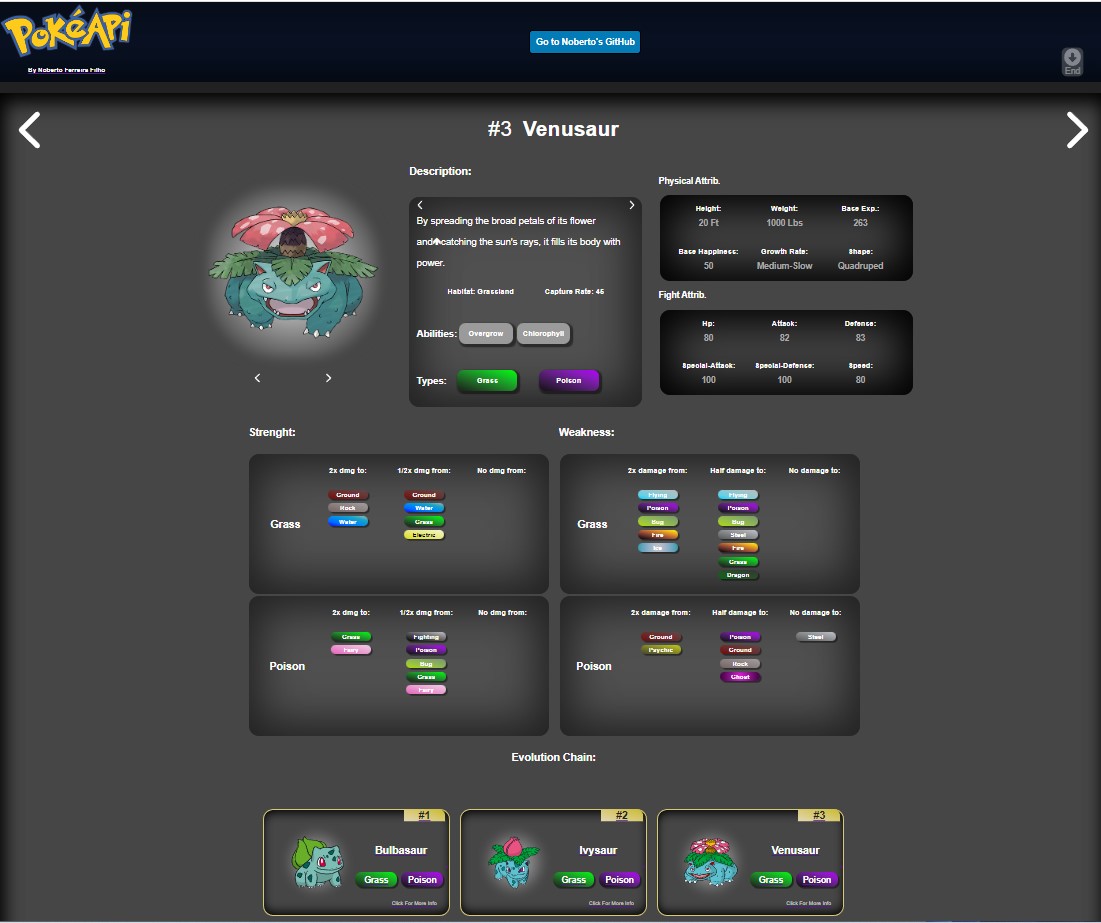 PokéApi
By Noberto Ferreira Filho
Go to Noberto's GitHub
End
#3 Venusaur
Description:
By spreading the broad petals of its flower
and catching the sun's rays, it fills its body with
power.
Habitat: Grassland Capture Rate: 45
Abilities: Overgrow Chlorophyll
Types: Grass Poison
Physical Attrib.
Height: Weight: Base Exp.:
20 Ft 1000 Lbs 263
Base Happiness: Growth Rate: Shape:
50 Medium-Slow Quadruped
Fight Attrib.
Hp: Attack: Defense:
80 82 83
Special-Attack: Special-Defense: Speed:
100 100 80
Strenght:
2x dmg to: 1/2x dmg from: No dmg from:
Ground Ground
Rock Water
Grass
Water Grass
Electric
2x dmg to: 1/2x dmg from: No dmg from:
Grass Fighting
Fairy Poison
Poison
Bug
Grass
Fairy
Weakness:
2x damage from: Half damage to: No damage to:
Flying Flying
Poison Poison
Grass
Bug Bug
Fire Steel
Ice Fire
Grass
Dragon
2x damage from: Half damage to: No damage to:
Ground Poison Steel
Psychic Ground
Poison
Rock
Ghost
Evolution Chain:
#1
Bulbasaur
Grass Poison
Click For More Info
#2
Ivysaur
Grass Poison
Click For More Info
#3
Venusaur
Grass Poison
Click For More Info